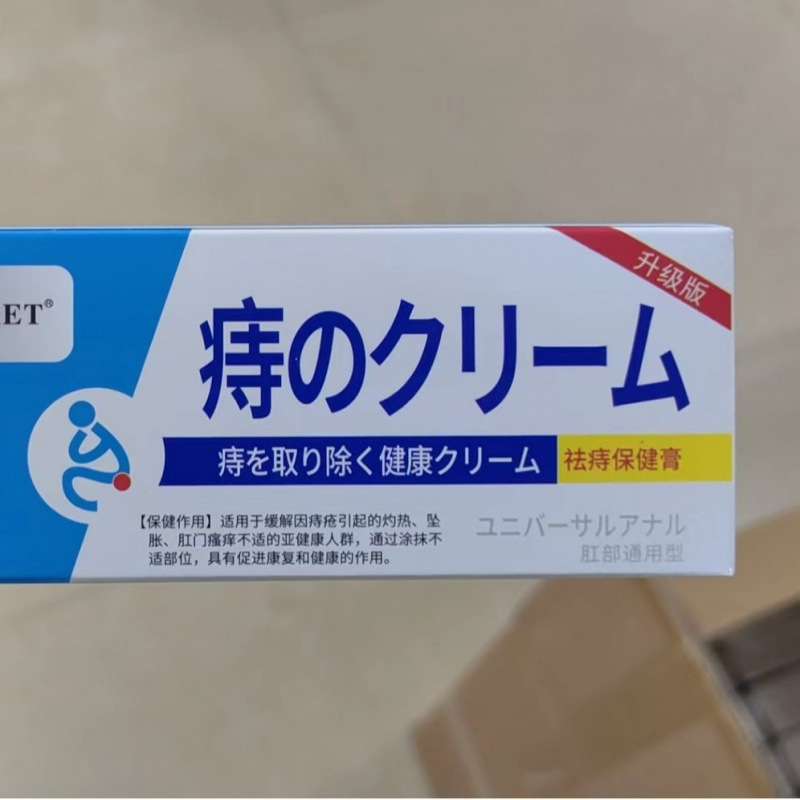 升级版
ET®
痔のクリーム
痔を取り除く健康クリーム
祛痔保健膏
【保健作用】适用于缓解因痔疮引起的灼热、坠
胀、肛门瘙痒不适的亚健康人群，通过涂抹不
适部位，具有促进康复和健康的作用。
ユニバーサルアナル
肛部通用型